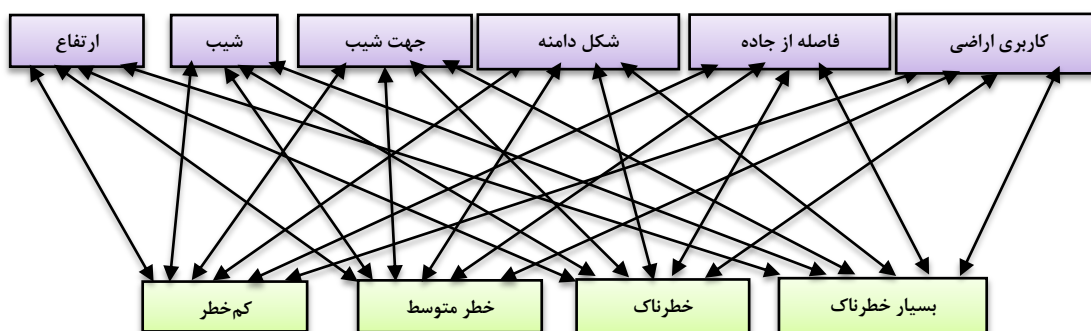 کاربری اراضی
فاصله از جاده
شکل دامنه
جهت شیب
شیب
ارتفاع
بسیار خطرناک
خطرناک
خطر متوسط
کم‌خطر